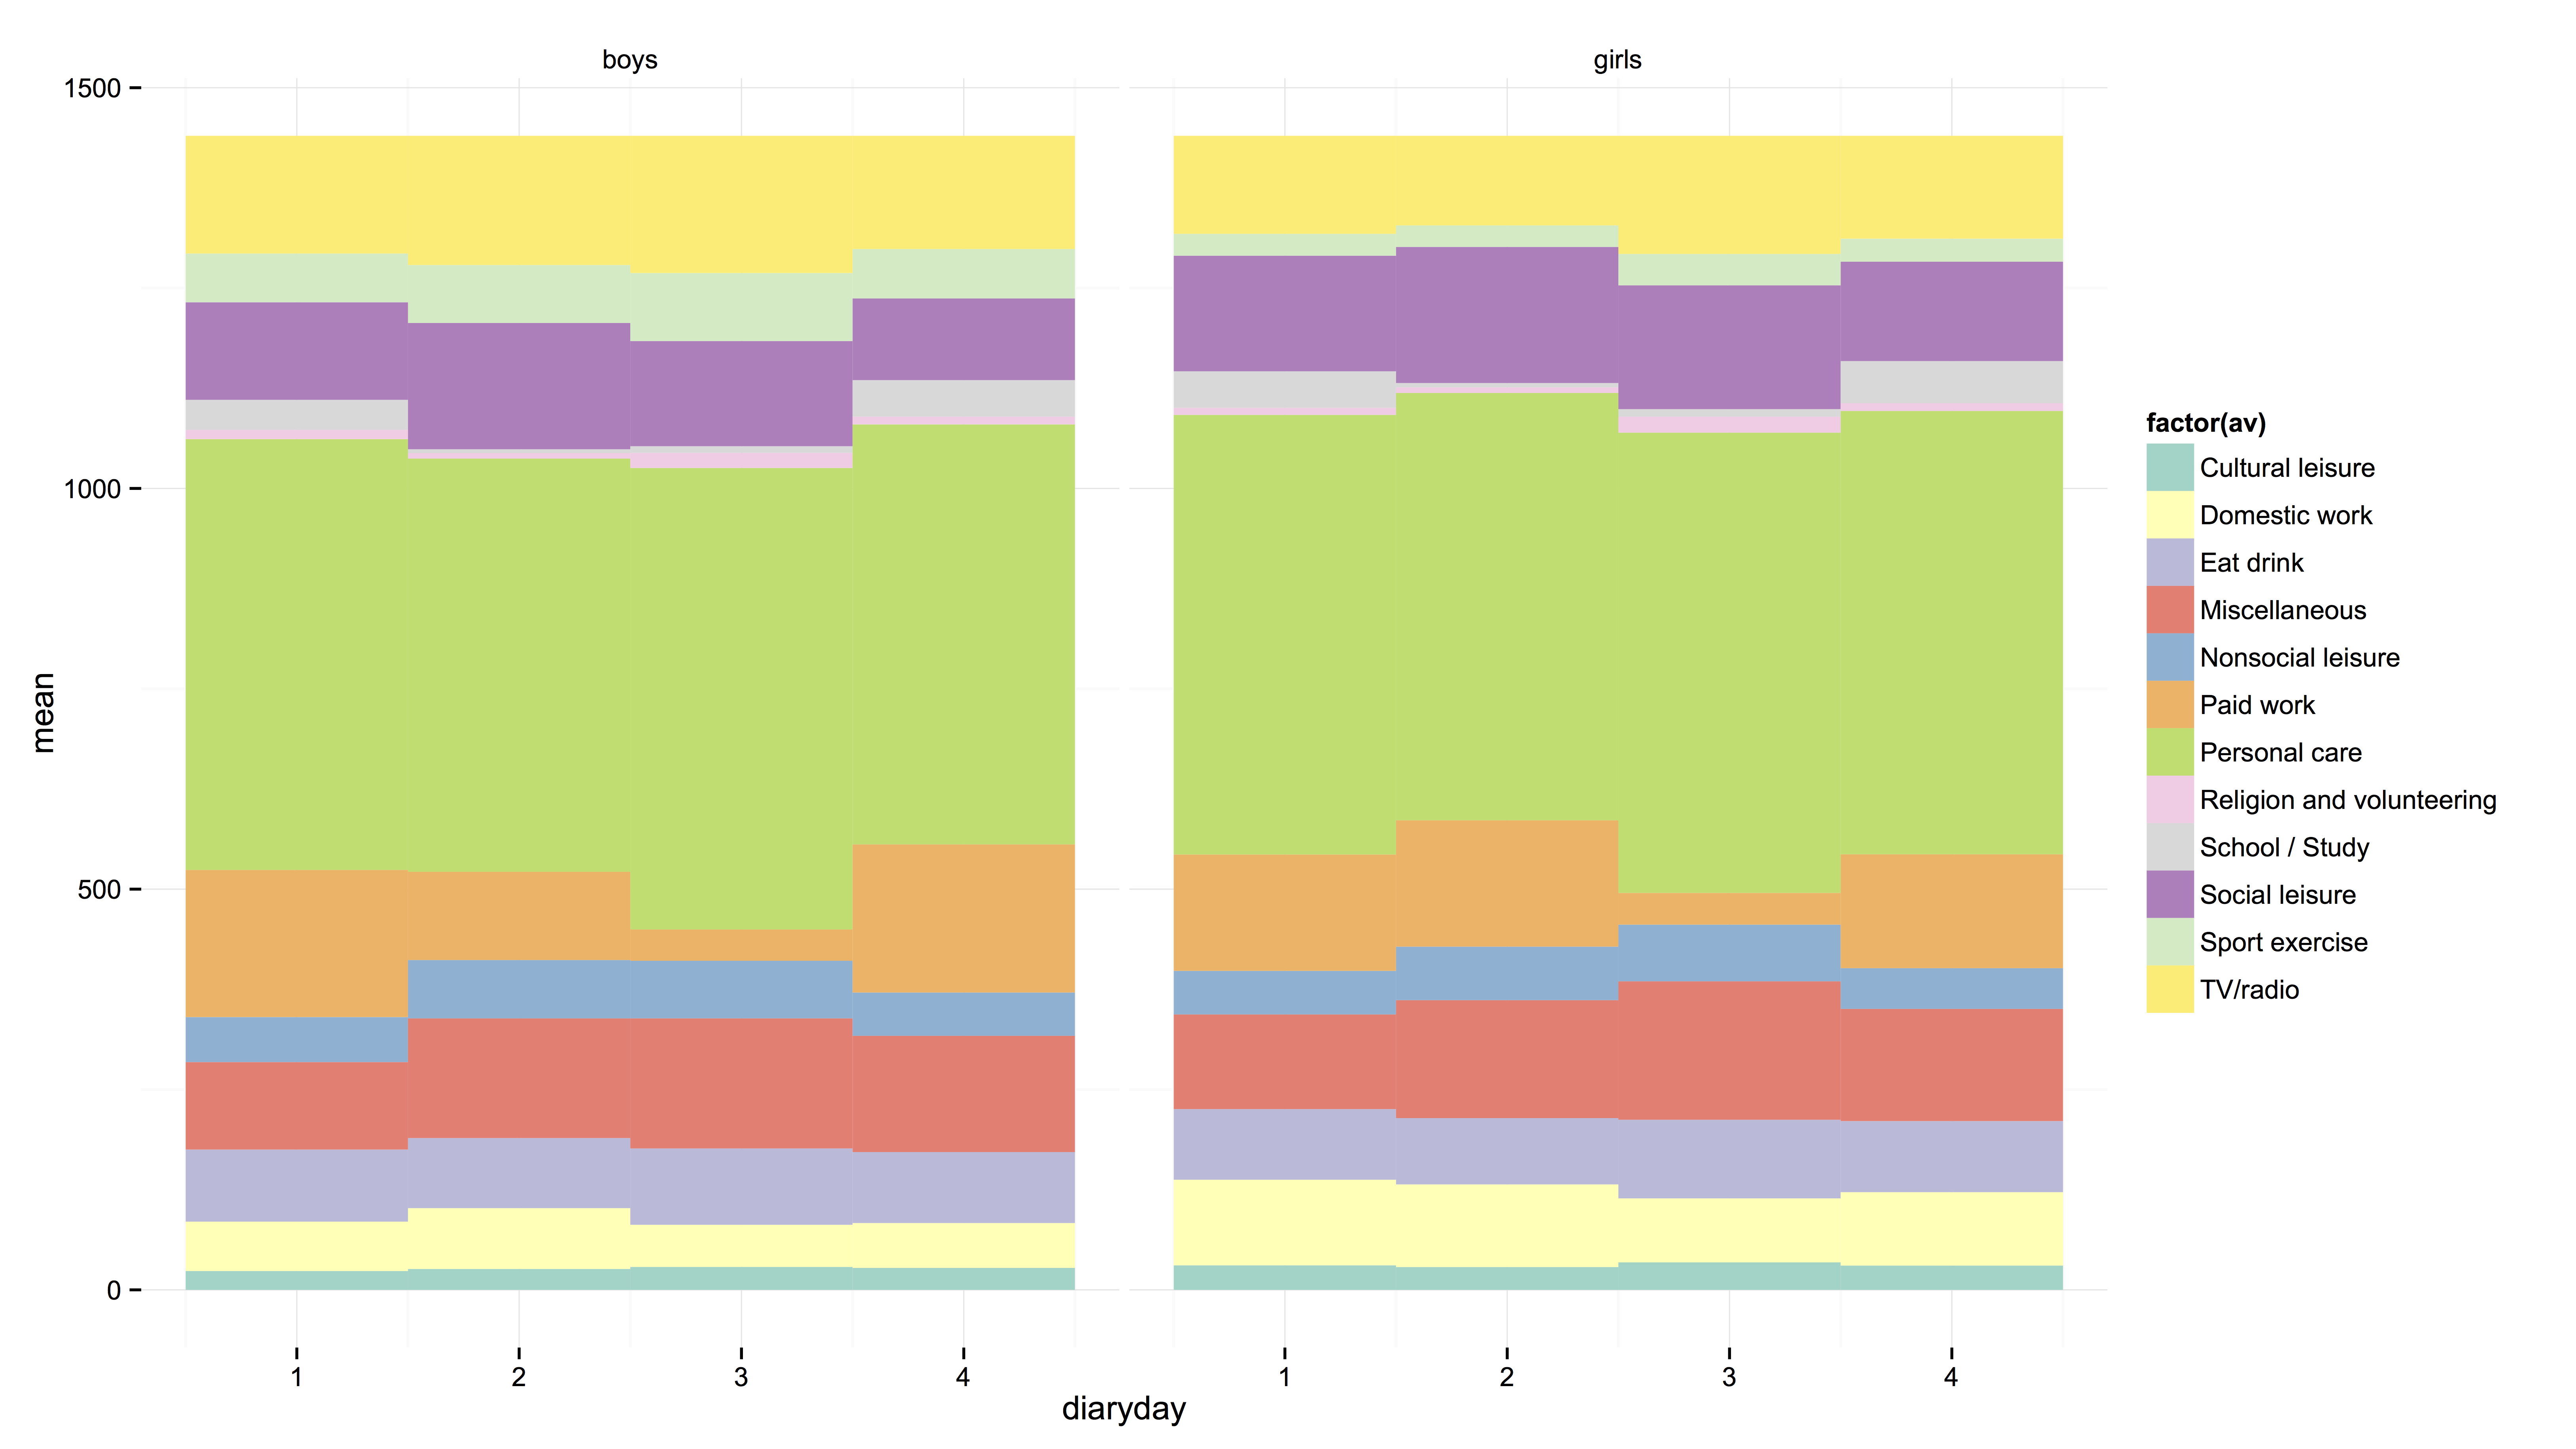 boys
girls
1500
1000
500
0
mean
1 2 3 4
1 2 3 4
diaryday
factor(av)
Cultural leisure
Domestic work
Eat drink
Miscellaneous
Nonsocial leisure
Paid work
Personal care
Religion and volunteering
School / Study
Social leisure
Sport exercise
TV/radio